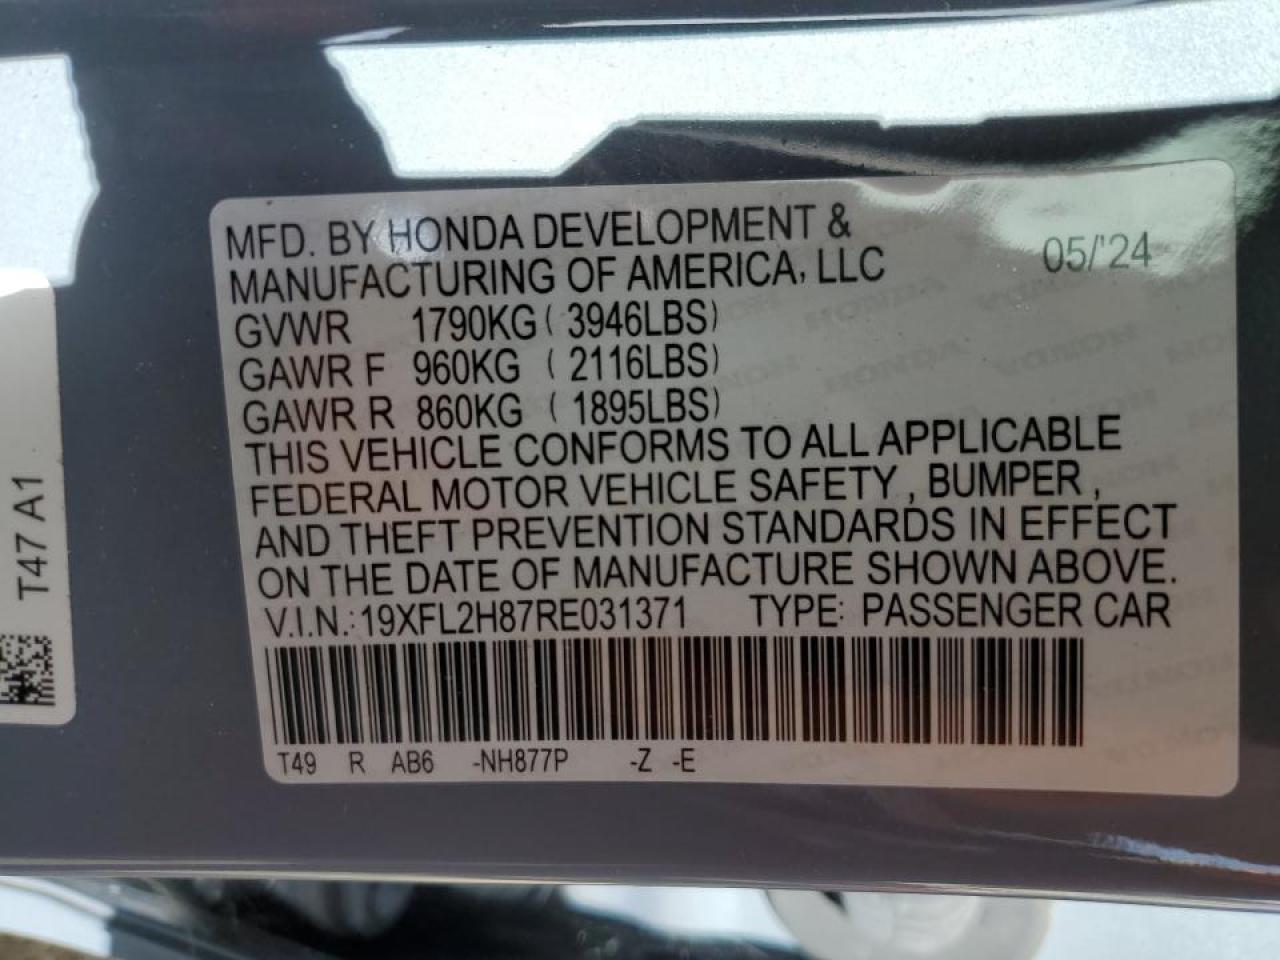 MFD. BY HONDA DEVELOPMENT &
MANUFACTURING OF AMERICA, LLC 05/'24
GVWR 1790KG ( 3946LBS)
GAWR F 960KG ( 2116LBS)
GAWR R 860KG ( 1895LBS)
THIS VEHICLE CONFORMS TO ALL APPLICABLE
FEDERAL MOTOR VEHICLE SAFETY , BUMPER ,
AND THEFT PREVENTION STANDARDS IN EFFECT
ON THE DATE OF MANUFACTURE SHOWN ABOVE.
V.I.N.: 19XFL2H87RE031371 TYPE: PASSENGER CAR
T49 R AB6 -NH877P -Z -E
T47 A1